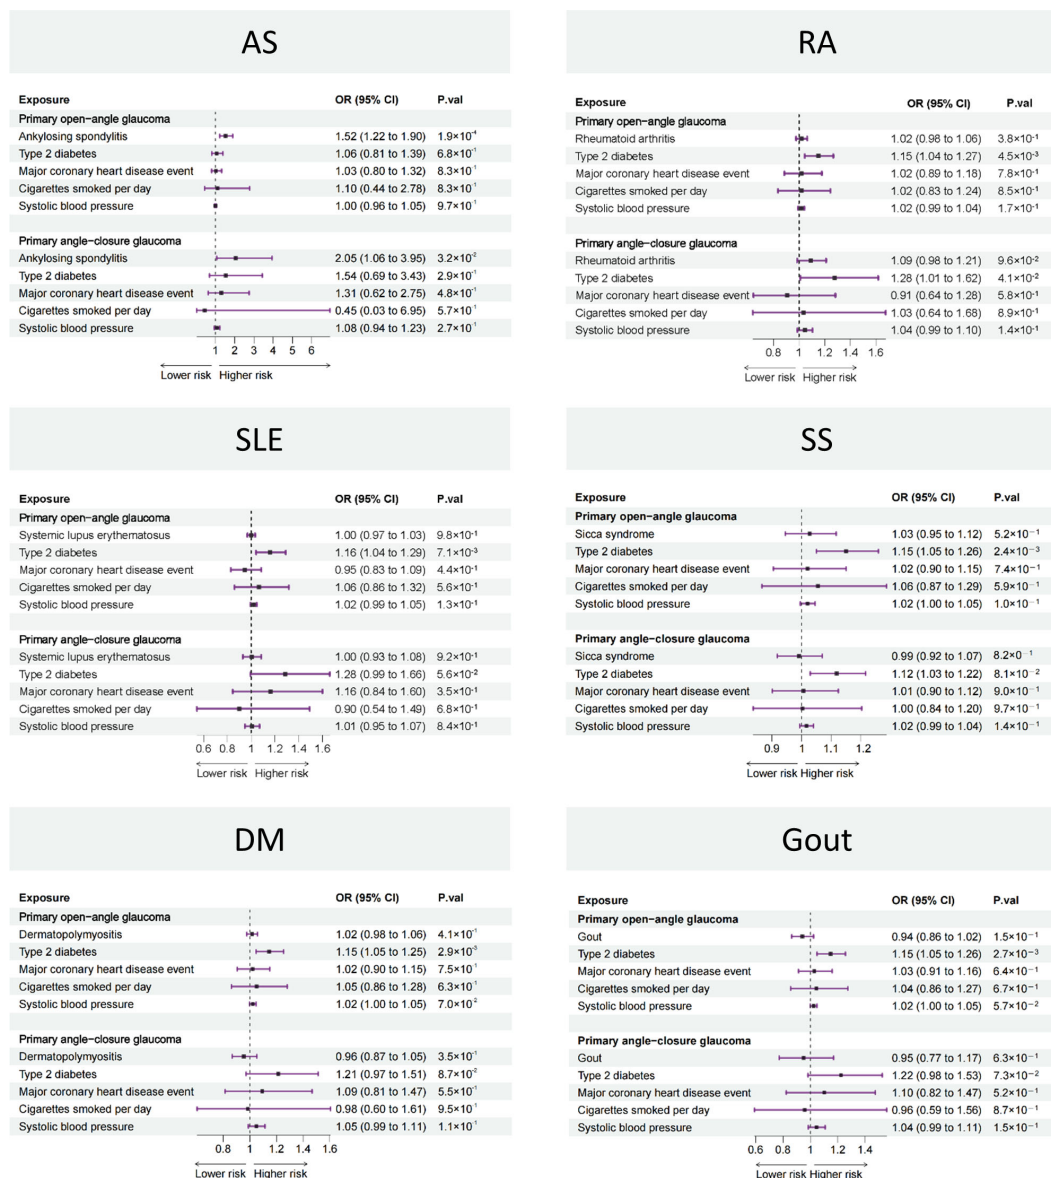 AS
Exposure OR (95% CI) P.val
Primary open-angle glaucoma
Ankylosing spondylitis 1.52 (1.22 to 1.90) 1.9×10⁻⁴
Type 2 diabetes 1.06 (0.81 to 1.39) 6.8×10⁻¹
Major coronary heart disease event 1.03 (0.80 to 1.32) 8.3×10⁻¹
Cigarettes smoked per day 1.10 (0.44 to 2.78) 8.3×10⁻¹
Systolic blood pressure 1.00 (0.96 to 1.05) 9.7×10⁻¹
Primary angle-closure glaucoma
Ankylosing spondylitis 2.05 (1.06 to 3.95) 3.2×10⁻²
Type 2 diabetes 1.54 (0.69 to 3.43) 2.9×10⁻¹
Major coronary heart disease event 1.31 (0.62 to 2.75) 4.8×10⁻¹
Cigarettes smoked per day 0.45 (0.03 to 6.95) 5.7×10⁻¹
Systolic blood pressure 1.08 (0.94 to 1.23) 2.7×10⁻¹
1 2 3 4 5 6
Lower risk Higher risk
RA
Exposure OR (95% CI) P.val
Primary open-angle glaucoma
Rheumatoid arthritis 1.02 (0.98 to 1.06) 3.8×10⁻¹
Type 2 diabetes 1.15 (1.04 to 1.27) 4.5×10⁻³
Major coronary heart disease event 1.02 (0.89 to 1.18) 7.8×10⁻¹
Cigarettes smoked per day 1.02 (0.83 to 1.24) 8.5×10⁻¹
Systolic blood pressure 1.02 (0.99 to 1.04) 1.7×10⁻¹
Primary angle-closure glaucoma
Rheumatoid arthritis 1.09 (0.98 to 1.21) 9.6×10⁻²
Type 2 diabetes 1.28 (1.01 to 1.62) 4.1×10⁻²
Major coronary heart disease event 0.91 (0.64 to 1.28) 5.8×10⁻¹
Cigarettes smoked per day 1.03 (0.64 to 1.68) 8.9×10⁻¹
Systolic blood pressure 1.04 (0.99 to 1.10) 1.4×10⁻¹
0.8 1 1.2 1.4 1.6
Lower risk Higher risk
SLE
Exposure OR (95% CI) P.val
Primary open-angle glaucoma
Systemic lupus erythematosus 1.00 (0.97 to 1.03) 9.8×10⁻¹
Type 2 diabetes 1.16 (1.04 to 1.29) 7.1×10⁻³
Major coronary heart disease event 0.95 (0.83 to 1.09) 4.4×10⁻¹
Cigarettes smoked per day 1.06 (0.86 to 1.32) 5.6×10⁻¹
Systolic blood pressure 1.02 (0.99 to 1.05) 1.3×10⁻¹
Primary angle-closure glaucoma
Systemic lupus erythematosus 1.00 (0.93 to 1.08) 9.2×10⁻¹
Type 2 diabetes 1.28 (0.99 to 1.66) 5.6×10⁻²
Major coronary heart disease event 1.16 (0.84 to 1.60) 3.5×10⁻¹
Cigarettes smoked per day 0.90 (0.54 to 1.49) 6.8×10⁻¹
Systolic blood pressure 1.01 (0.95 to 1.07) 8.4×10⁻¹
0.6 0.8 1 1.2 1.4 1.6
Lower risk Higher risk
SS
Exposure OR (95% CI) P.val
Primary open-angle glaucoma
Sicca syndrome 1.03 (0.95 to 1.12) 5.2×10⁻¹
Type 2 diabetes 1.15 (1.05 to 1.26) 2.4×10⁻³
Major coronary heart disease event 1.02 (0.90 to 1.15) 7.4×10⁻¹
Cigarettes smoked per day 1.06 (0.87 to 1.29) 5.9×10⁻¹
Systolic blood pressure 1.02 (1.00 to 1.05) 1.0×10⁻¹
Primary angle-closure glaucoma
Sicca syndrome 0.99 (0.92 to 1.07) 8.2×0⁻¹
Type 2 diabetes 1.12 (1.03 to 1.22) 8.1×10⁻²
Major coronary heart disease event 1.01 (0.90 to 1.12) 9.0×10⁻¹
Cigarettes smoked per day 1.00 (0.84 to 1.20) 9.7×10⁻¹
Systolic blood pressure 1.02 (0.99 to 1.04) 1.4×10⁻¹
0.9 1 1.1 1.2
Lower risk Higher risk
DM
Exposure OR (95% CI) P.val
Primary open-angle glaucoma
Dermatopolymyositis 1.02 (0.98 to 1.06) 4.1×10⁻¹
Type 2 diabetes 1.15 (1.05 to 1.25) 2.9×10⁻³
Major coronary heart disease event 1.02 (0.90 to 1.15) 7.5×10⁻¹
Cigarettes smoked per day 1.05 (0.86 to 1.28) 6.3×10⁻¹
Systolic blood pressure 1.02 (1.00 to 1.05) 7.0×10⁻²
Primary angle-closure glaucoma
Dermatopolymyositis 0.96 (0.87 to 1.05) 3.5×10⁻¹
Type 2 diabetes 1.21 (0.97 to 1.51) 8.7×10⁻²
Major coronary heart disease event 1.09 (0.81 to 1.47) 5.5×10⁻¹
Cigarettes smoked per day 0.98 (0.60 to 1.61) 9.5×10⁻¹
Systolic blood pressure 1.05 (0.99 to 1.11) 1.1×10⁻¹
0.8 1 1.2 1.4 1.6
Lower risk Higher risk
Gout
Exposure OR (95% CI) P.val
Primary open-angle glaucoma
Gout 0.94 (0.86 to 1.02) 1.5×10⁻¹
Type 2 diabetes 1.15 (1.05 to 1.26) 2.7×10⁻³
Major coronary heart disease event 1.03 (0.91 to 1.16) 6.4×10⁻¹
Cigarettes smoked per day 1.04 (0.86 to 1.27) 6.7×10⁻¹
Systolic blood pressure 1.02 (1.00 to 1.05) 5.7×10⁻²
Primary angle-closure glaucoma
Gout 0.95 (0.77 to 1.17) 6.3×10⁻¹
Type 2 diabetes 1.22 (0.98 to 1.53) 7.3×10⁻²
Major coronary heart disease event 1.10 (0.82 to 1.47) 5.2×10⁻¹
Cigarettes smoked per day 0.96 (0.59 to 1.56) 8.7×10⁻¹
Systolic blood pressure 1.04 (0.99 to 1.11) 1.5×10⁻¹
0.6 0.8 1 1.2 1.4
Lower risk Higher risk